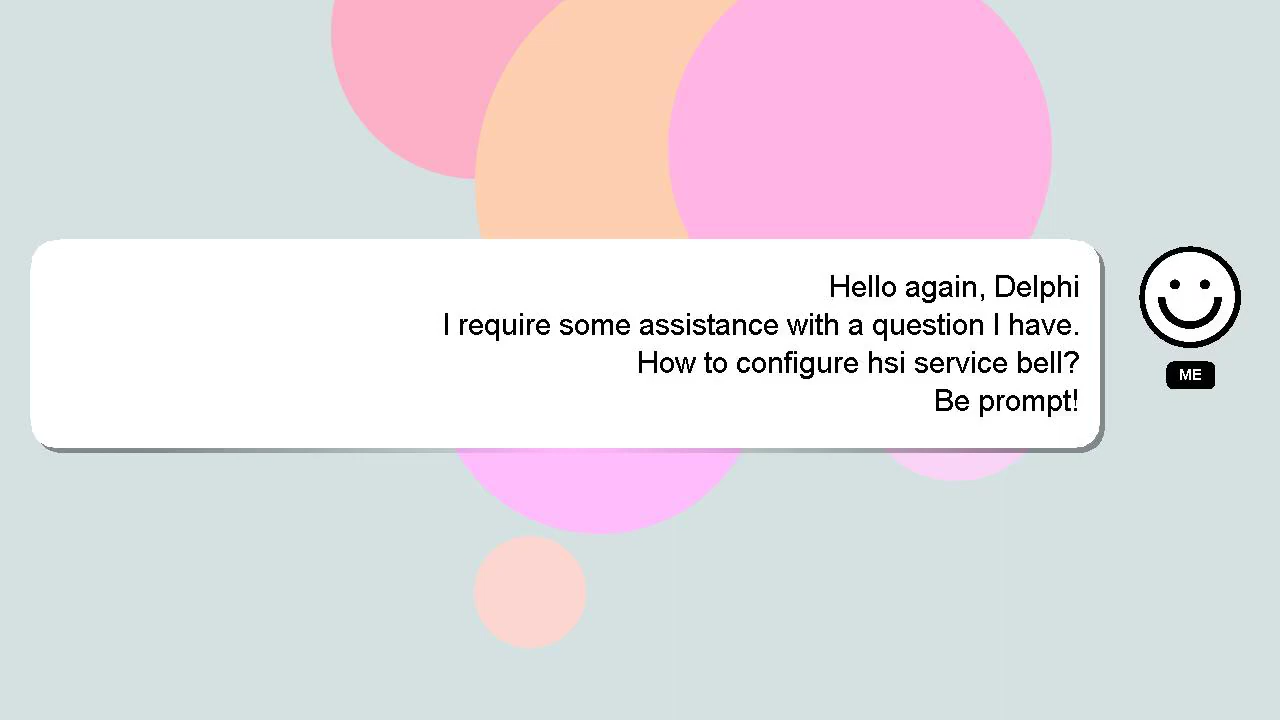 Hello again, Delphi
I require some assistance with a question I have.
How to configure hsi service bell?
Be prompt!
ME